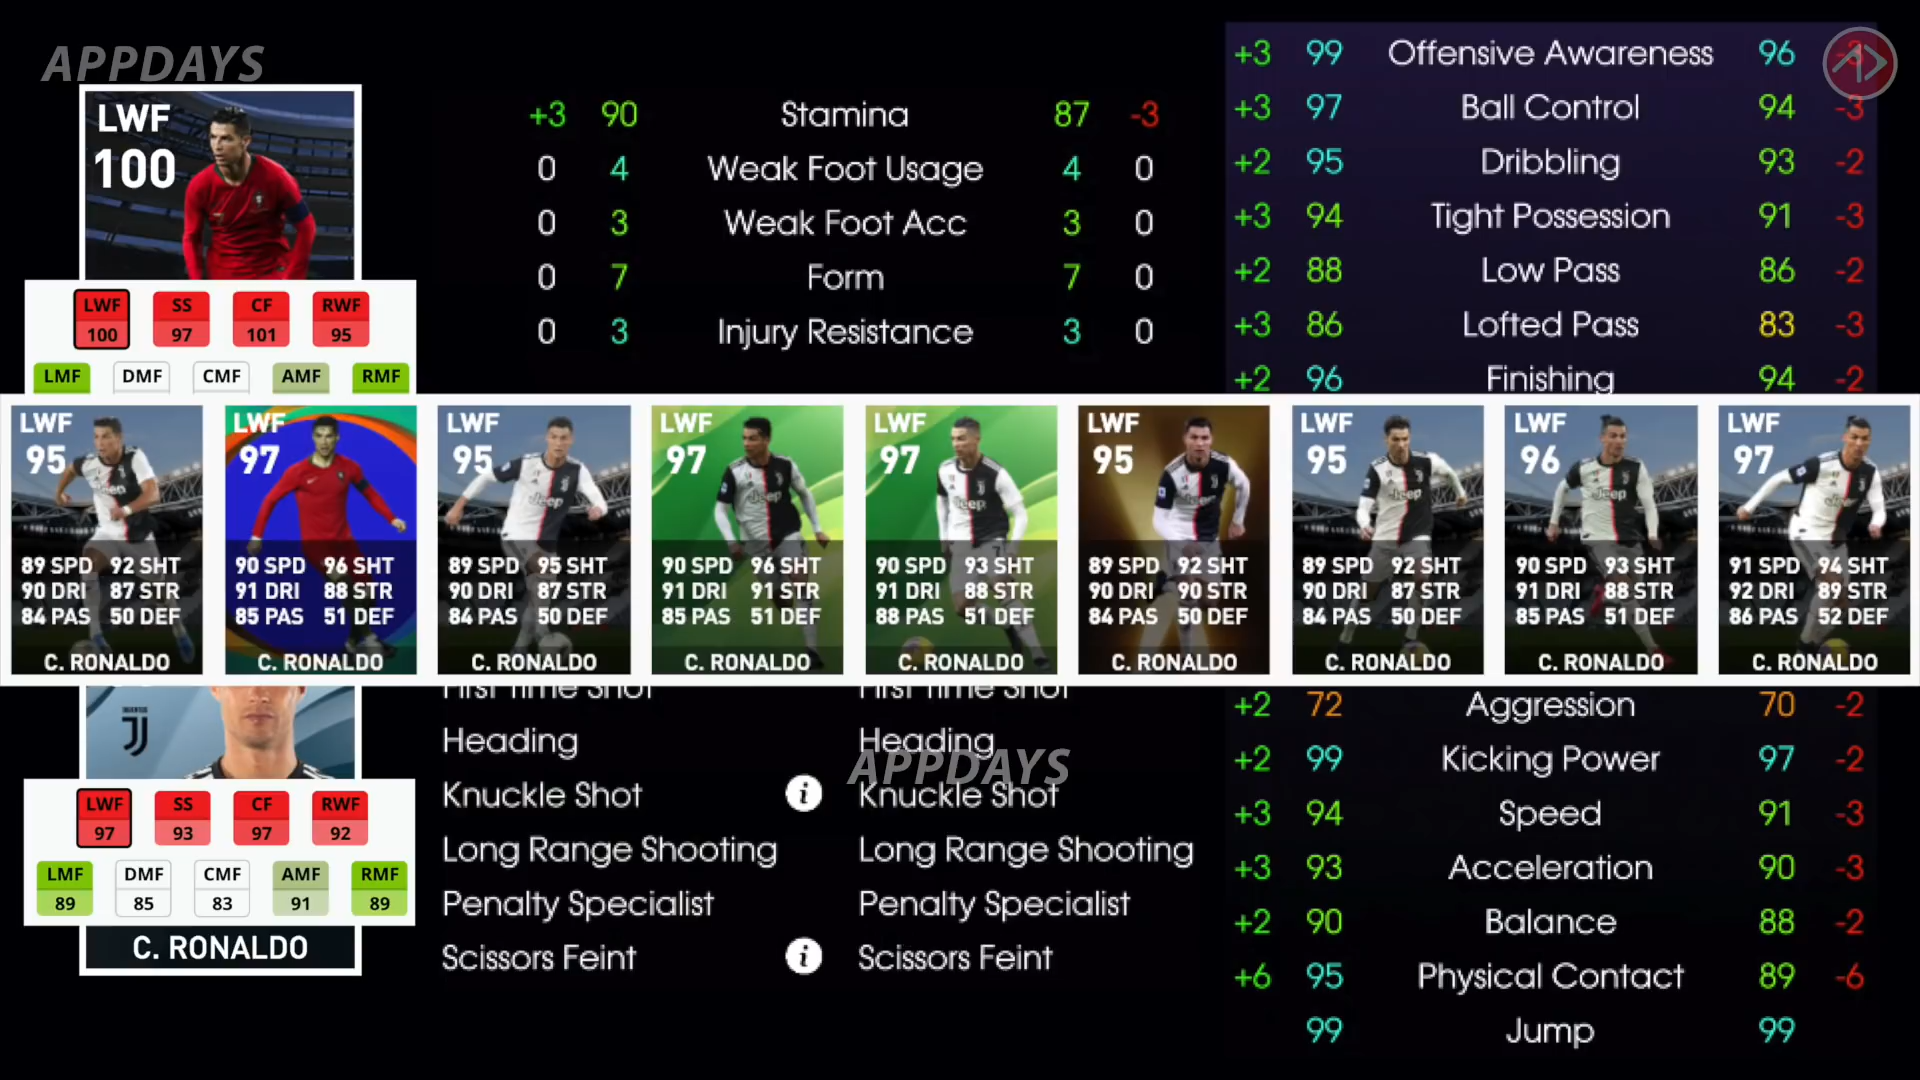 APPDAYS
LWF
100
LWF SS CF RWF
100 97 101 95
LMF DMF CMF AMF RMF
+3 90 Stamina 87 -3
0 4 Weak Foot Usage 4 0
0 3 Weak Foot Acc 3 0
0 7 Form 7 0
0 3 Injury Resistance 3 0
+3 99 Offensive Awareness 96 -3
+3 97 Ball Control 94 -3
+2 95 Dribbling 93 -2
+3 94 Tight Possession 91 -3
+2 88 Low Pass 86 -2
+3 86 Lofted Pass 83 -3
+2 96 Finishing 94 -2
LWF
95
Jeep
89 SPD 92 SHT
90 DRI 87 STR
84 PAS 50 DEF
C. RONALDO
LWF
97
90 SPD 96 SHT
91 DRI 88 STR
85 PAS 51 DEF
C. RONALDO
LWF
95
Jeep
89 SPD 95 SHT
90 DRI 87 STR
84 PAS 50 DEF
C. RONALDO
LWF
97
Jeep
90 SPD 96 SHT
91 DRI 91 STR
85 PAS 51 DEF
C. RONALDO
LWF
97
Jeep
90 SPD 93 SHT
91 DRI 88 STR
88 PAS 51 DEF
C. RONALDO
LWF
95
Jeep
89 SPD 92 SHT
90 DRI 90 STR
84 PAS 50 DEF
C. RONALDO
LWF
95
Jeep
89 SPD 92 SHT
90 DRI 87 STR
84 PAS 50 DEF
C. RONALDO
LWF
96
Jeep
90 SPD 93 SHT
91 DRI 88 STR
85 PAS 51 DEF
C. RONALDO
LWF
97
Jeep
91 SPD 94 SHT
92 DRI 89 STR
86 PAS 52 DEF
C. RONALDO
LWF SS CF RWF
97 93 97 92
LMF DMF CMF AMF RMF
89 85 83 91 89
C. RONALDO
First Time Shot First Time Shot
Heading Heading
APPDAYS
Knuckle Shot i Knuckle Shot
Long Range Shooting Long Range Shooting
Penalty Specialist Penalty Specialist
Scissors Feint i Scissors Feint
+2 72 Aggression 70 -2
+2 99 Kicking Power 97 -2
+3 94 Speed 91 -3
+3 93 Acceleration 90 -3
+2 90 Balance 88 -2
+6 95 Physical Contact 89 -6
99 Jump 99